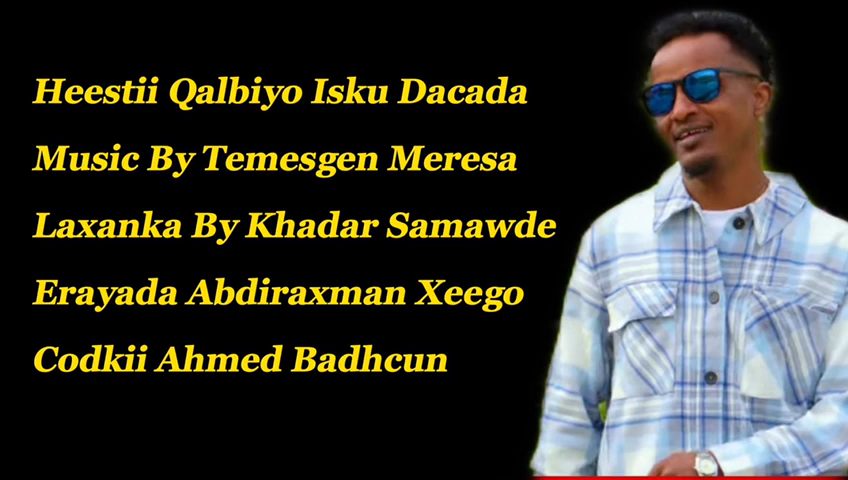 Heestii Qalbiyo Isku Dacada
Music By Temesgen Meresa
Laxanka By Khadar Samawde
Erayada Abdiraxman Xeego
Codkii Ahmed Badhcun